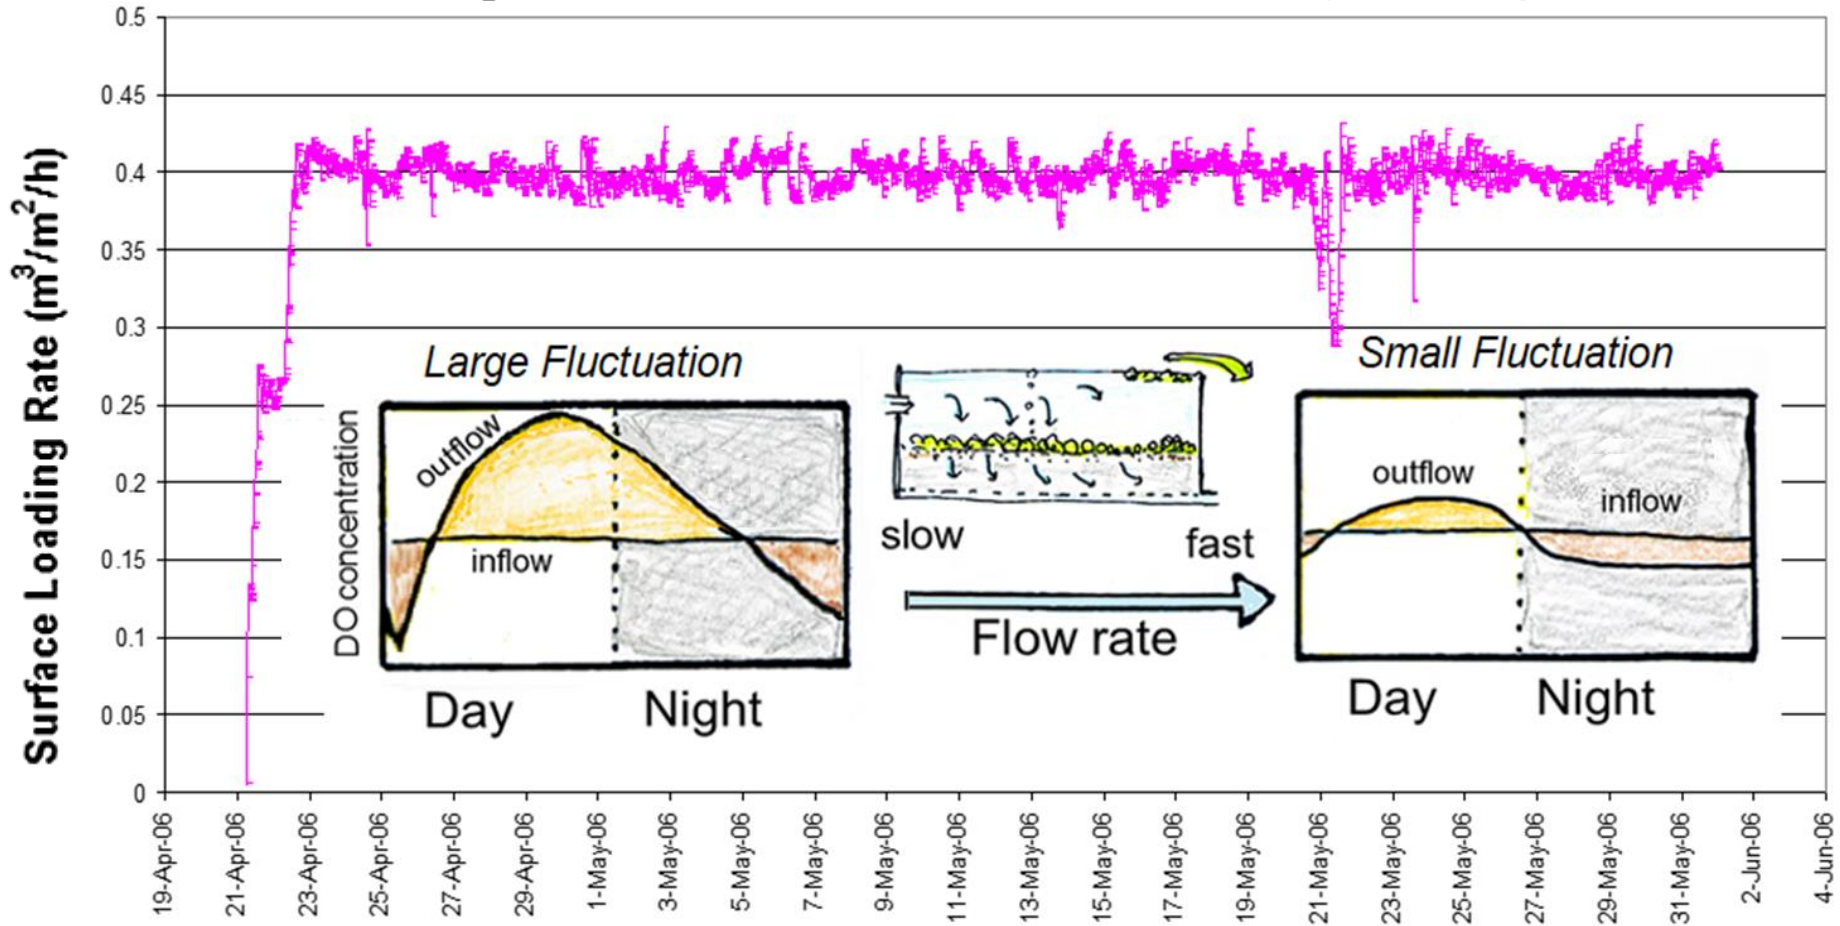 Surface Loading Rate (m³/m²/h)
0.5
0.45
0.4
0.35
0.3
0.25
0.2
0.15
0.1
0.05
0
Large Fluctuation
DO concentration
outflow
inflow
Day Night
slow fast
Flow rate
Small Fluctuation
outflow
inflow
Day Night
19-Apr-06
21-Apr-06
23-Apr-06
25-Apr-06
27-Apr-06
29-Apr-06
1-May-06
3-May-06
5-May-06
7-May-06
9-May-06
11-May-06
13-May-06
15-May-06
17-May-06
19-May-06
21-May-06
23-May-06
25-May-06
27-May-06
29-May-06
31-May-06
2-Jun-06
4-Jun-06